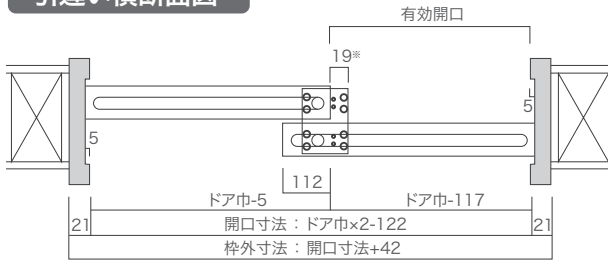 引違い横断面図
有効開口
19※
5
5
112
ドア巾-5
ドア巾-117
21
開口寸法：ドア巾×2-122
21
枠外寸法：開口寸法+42